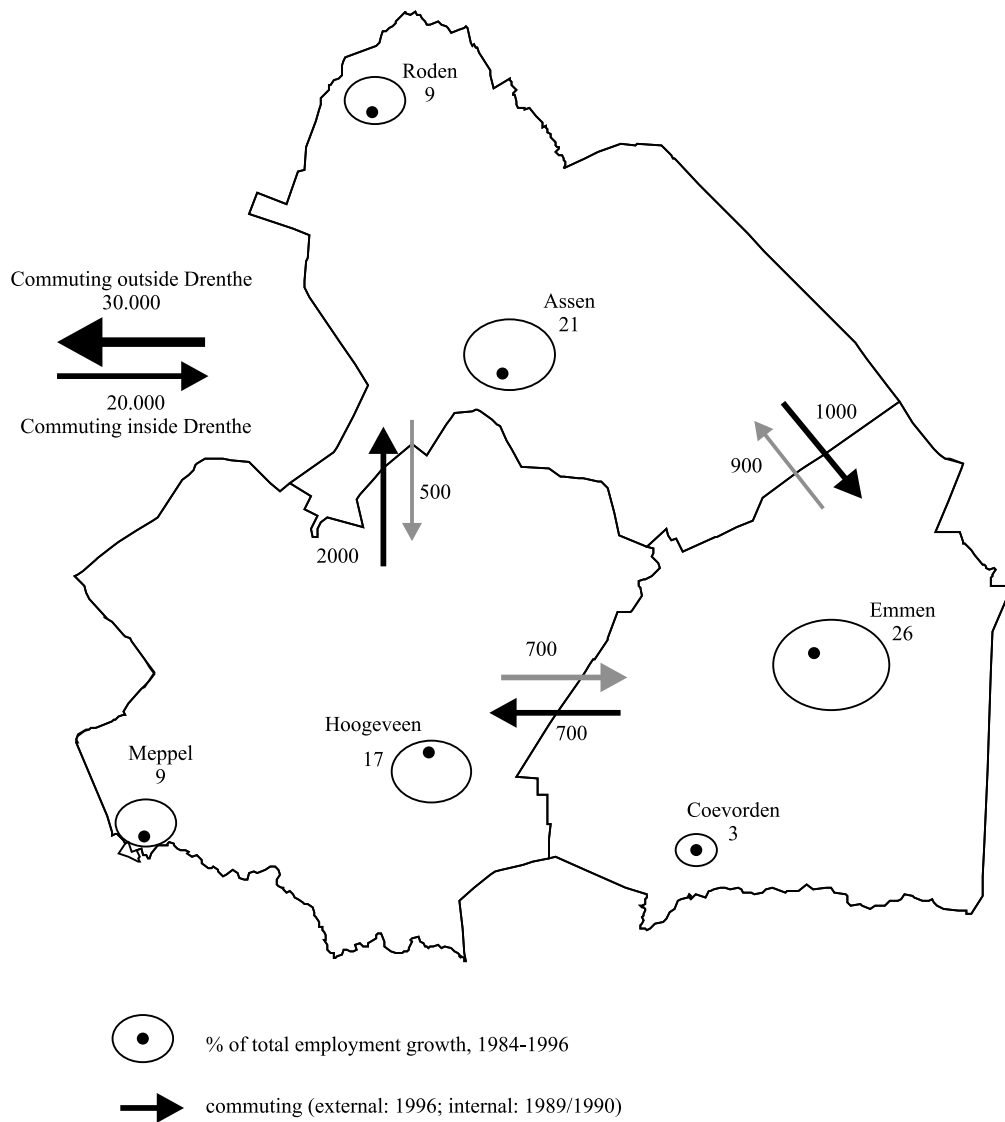 Roden
9
Commuting outside Drenthe
30.000
20.000
Commuting inside Drenthe
Assen
21
1000
900
500
2000
Emmen
26
700
700
Hoogeveen
17
Meppel
9
Coevorden
3
% of total employment growth, 1984-1996
commuting (external: 1996; internal: 1989/1990)